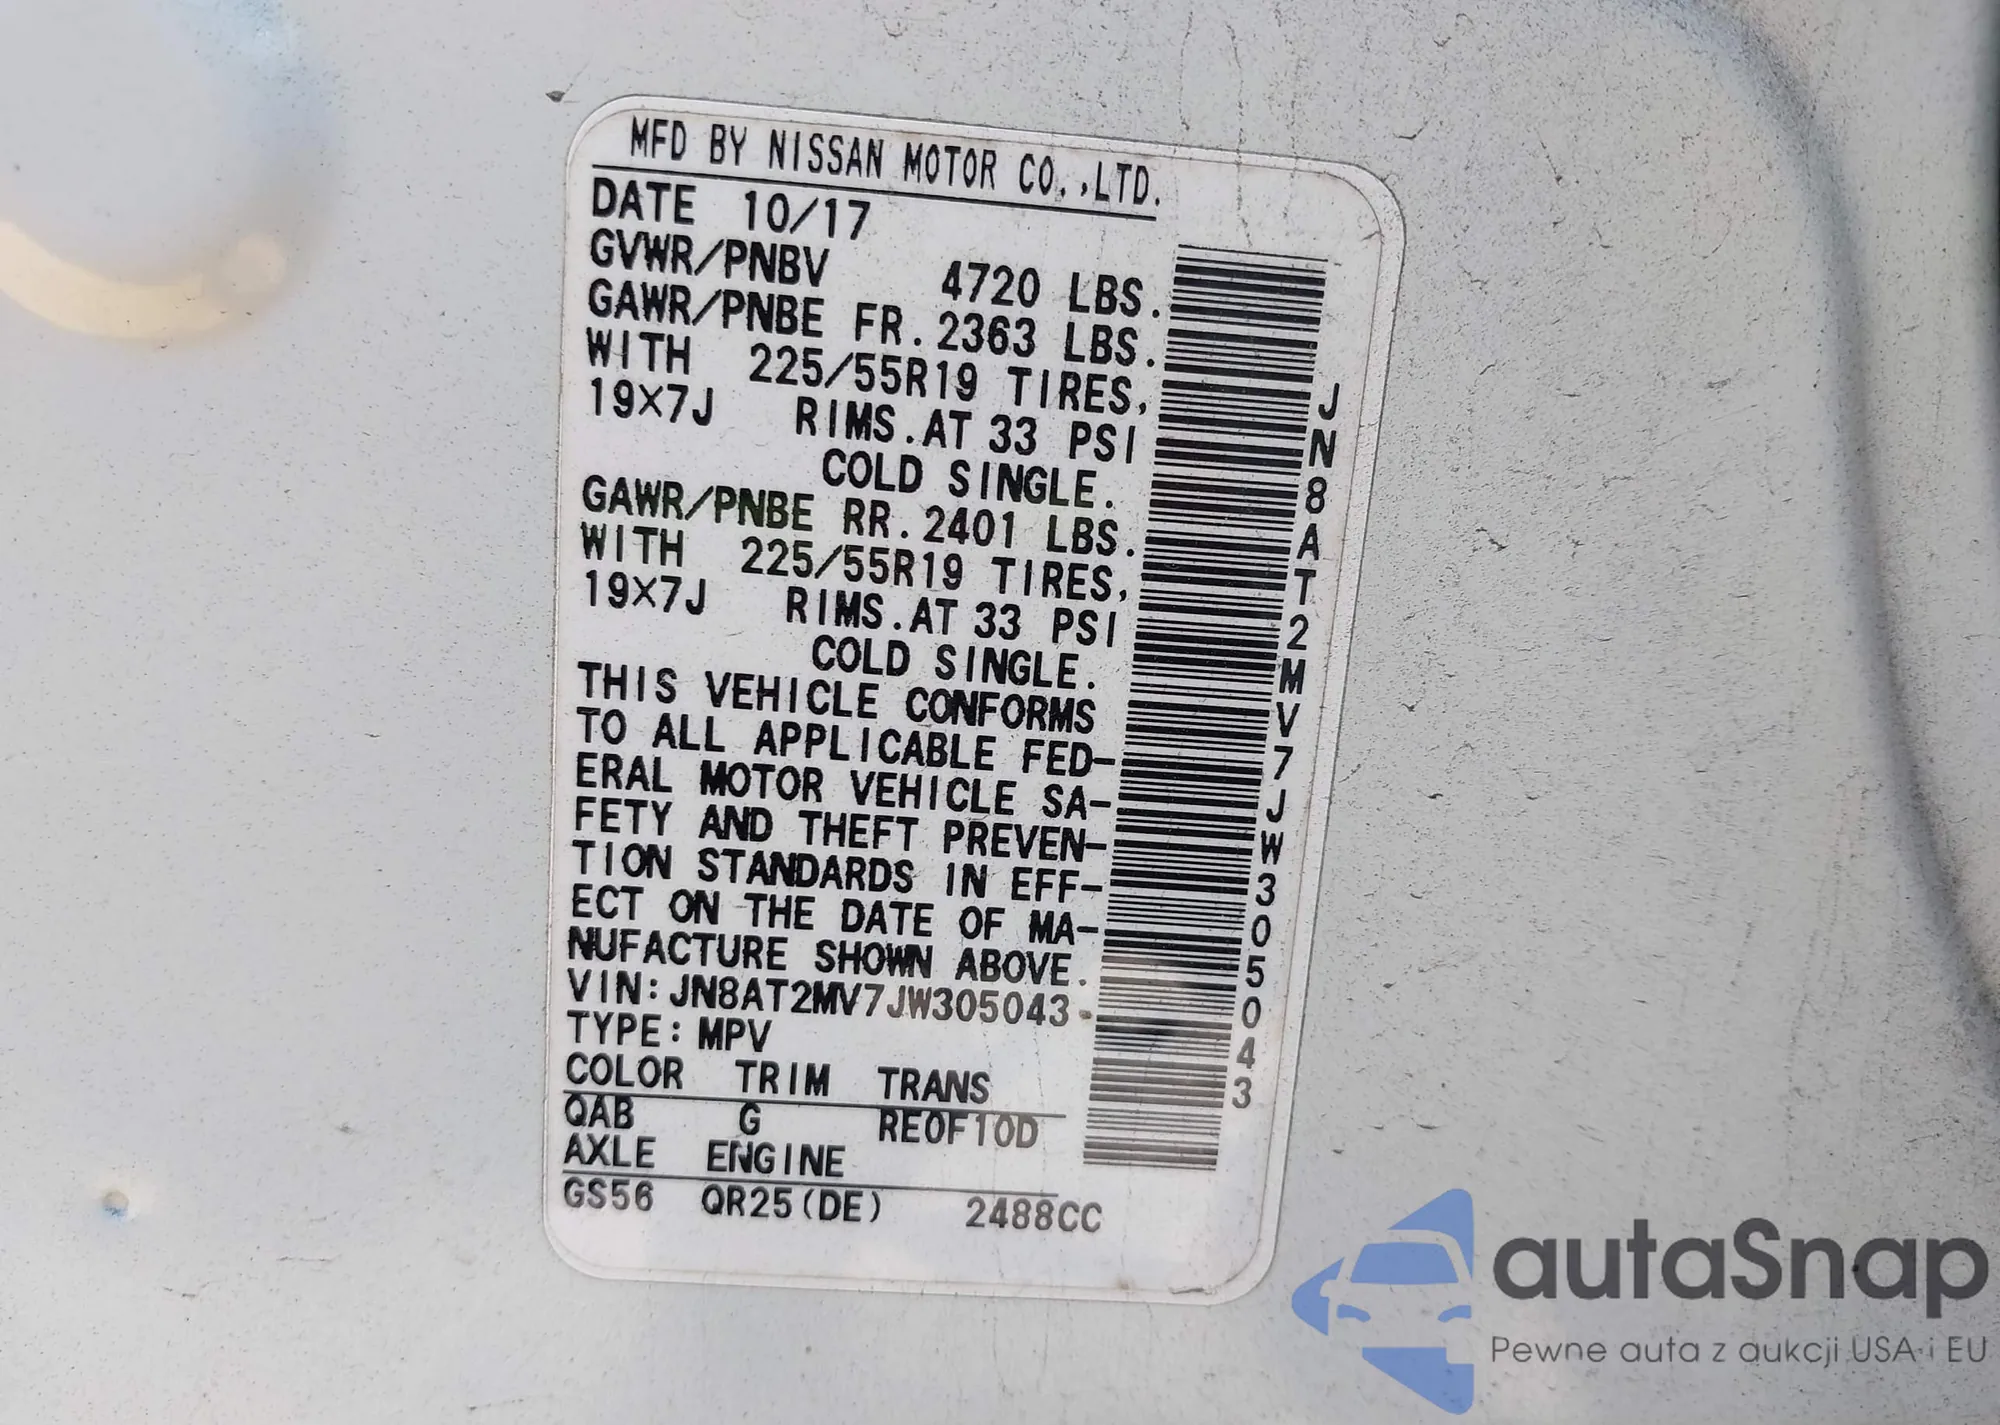 MFD BY NISSAN MOTOR CO.,LTD.
DATE 10/17
GVWR/PNBV 4720 LBS.
GAWR/PNBE FR.2363 LBS.
WITH 225/55R19 TIRES,
19×7J RIMS.AT 33 PSI
COLD SINGLE.
GAWR/PNBE RR.2401 LBS.
WITH 225/55R19 TIRES,
19×7J RIMS.AT 33 PSI
COLD SINGLE.
THIS VEHICLE CONFORMS
TO ALL APPLICABLE FED-
ERAL MOTOR VEHICLE SA-
FETY AND THEFT PREVEN-
TION STANDARDS IN EFF-
ECT ON THE DATE OF MA-
NUFACTURE SHOWN ABOVE.
VIN:JN8AT2MV7JW305043
TYPE:MPV
COLOR TRIM TRANS
QAB G RE0F10D
AXLE ENGINE
GS56 QR25(DE) 2488CC
JN8AT2MV7JW305043
autaSnap
Pewne auta z aukcji USA i EU